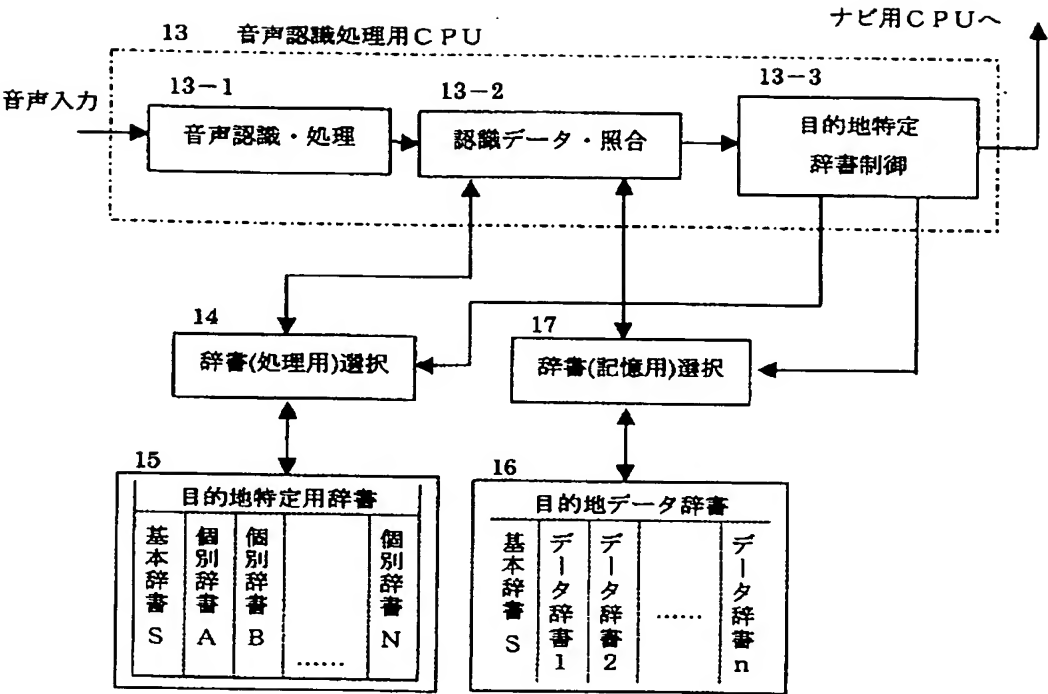 ナビ用CPUへ
13 音声認識処理用CPU
音声入力
13-1
音声認識・処理
13-2
認識データ・照合
13-3
目的地特定
辞書制御
14
辞書(処理用)選択
17
辞書(記憶用)選択
15
目的地特定用辞書
基本辞書S
個別辞書A
個別辞書B
……
個別辞書N
16
目的地データ辞書
基本辞書S
データ辞書1
データ辞書2
……
データ辞書n